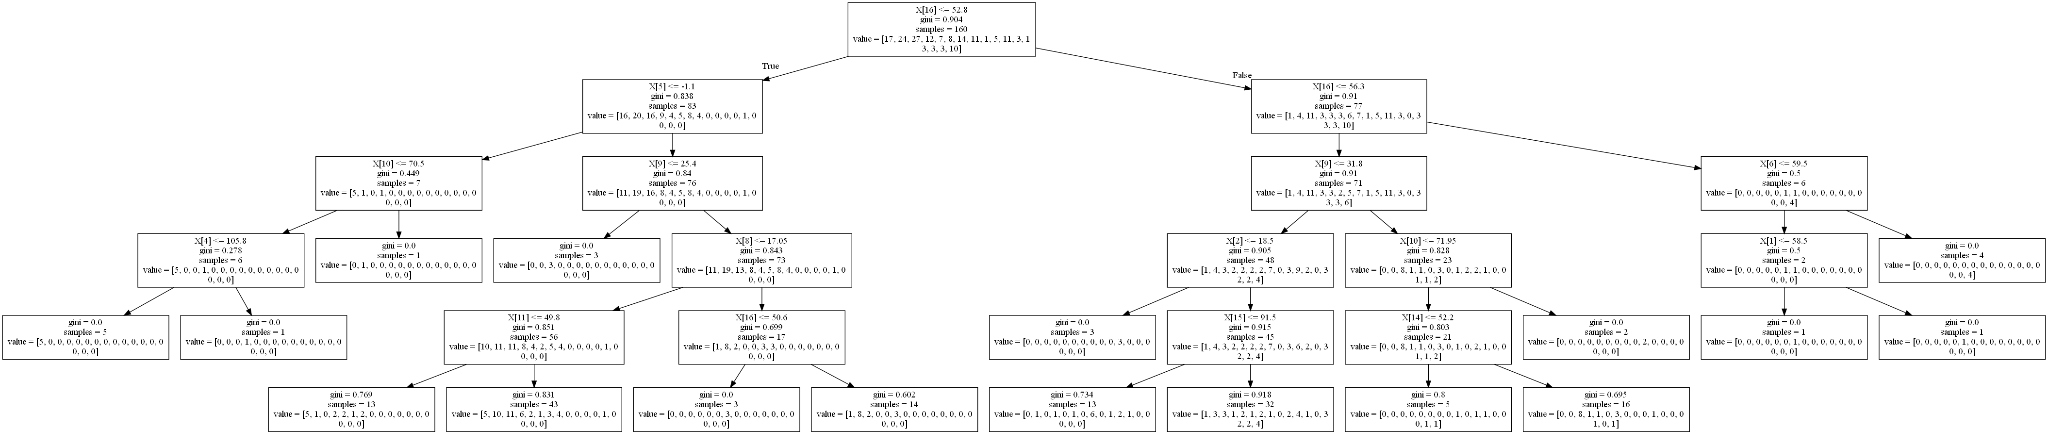 X[16] <= 52.8
gini = 0.904
samples = 160
value = [17, 24, 27, 12, 7, 8, 14, 11, 1, 5, 11, 3, 1
3, 3, 3, 10]
True
False
X[5] <= -1.1
gini = 0.838
samples = 83
value = [16, 20, 16, 9, 4, 5, 8, 4, 0, 0, 0, 0, 1, 0
0, 0, 0]
X[16] <= 56.3
gini = 0.91
samples = 77
value = [1, 4, 11, 3, 3, 3, 6, 7, 1, 5, 11, 3, 0, 3
3, 3, 10]
X[10] <= 70.5
gini = 0.449
samples = 7
value = [5, 1, 0, 1, 0, 0, 0, 0, 0, 0, 0, 0, 0, 0
0, 0, 0]
X[9] <= 25.4
gini = 0.84
samples = 76
value = [11, 19, 16, 8, 4, 5, 8, 4, 0, 0, 0, 0, 1, 0
0, 0, 0]
X[9] <= 31.8
gini = 0.91
samples = 71
value = [1, 4, 11, 3, 3, 2, 5, 7, 1, 5, 11, 3, 0, 3
3, 3, 6]
X[6] <= 59.5
gini = 0.5
samples = 6
value = [0, 0, 0, 0, 0, 1, 1, 0, 0, 0, 0, 0, 0, 0
0, 0, 4]
X[4] <= 105.8
gini = 0.278
samples = 6
value = [5, 0, 0, 1, 0, 0, 0, 0, 0, 0, 0, 0, 0, 0
0, 0, 0]
gini = 0.0
samples = 1
value = [0, 1, 0, 0, 0, 0, 0, 0, 0, 0, 0, 0, 0, 0
0, 0, 0]
gini = 0.0
samples = 3
value = [0, 0, 3, 0, 0, 0, 0, 0, 0, 0, 0, 0, 0, 0
0, 0, 0]
X[8] <= 17.05
gini = 0.843
samples = 73
value = [11, 19, 13, 8, 4, 5, 8, 4, 0, 0, 0, 0, 1, 0
0, 0, 0]
X[2] <= 18.5
gini = 0.905
samples = 48
value = [1, 4, 3, 2, 2, 2, 2, 7, 0, 3, 9, 2, 0, 3
2, 2, 4]
X[10] <= 71.95
gini = 0.828
samples = 23
value = [0, 0, 8, 1, 1, 0, 3, 0, 1, 2, 2, 1, 0, 0
1, 1, 2]
X[1] <= 58.5
gini = 0.5
samples = 2
value = [0, 0, 0, 0, 0, 1, 1, 0, 0, 0, 0, 0, 0, 0
0, 0, 0]
gini = 0.0
samples = 4
value = [0, 0, 0, 0, 0, 0, 0, 0, 0, 0, 0, 0, 0, 0
0, 0, 4]
gini = 0.0
samples = 5
value = [5, 0, 0, 0, 0, 0, 0, 0, 0, 0, 0, 0, 0, 0
0, 0, 0]
gini = 0.0
samples = 1
value = [0, 0, 0, 1, 0, 0, 0, 0, 0, 0, 0, 0, 0, 0
0, 0, 0]
X[11] <= 49.8
gini = 0.851
samples = 56
value = [10, 11, 11, 8, 4, 2, 5, 4, 0, 0, 0, 0, 1, 0
0, 0, 0]
X[16] <= 50.6
gini = 0.699
samples = 17
value = [1, 8, 2, 0, 0, 3, 3, 0, 0, 0, 0, 0, 0, 0
0, 0, 0]
gini = 0.0
samples = 3
value = [0, 0, 0, 0, 0, 0, 0, 0, 0, 0, 3, 0, 0, 0
0, 0, 0]
X[15] <= 91.5
gini = 0.915
samples = 45
value = [1, 4, 3, 2, 2, 2, 2, 7, 0, 3, 6, 2, 0, 3
2, 2, 4]
X[14] <= 52.2
gini = 0.803
samples = 21
value = [0, 0, 8, 1, 1, 0, 3, 0, 1, 0, 2, 1, 0, 0
1, 1, 2]
gini = 0.0
samples = 2
value = [0, 0, 0, 0, 0, 0, 0, 0, 0, 2, 0, 0, 0, 0
0, 0, 0]
gini = 0.0
samples = 1
value = [0, 0, 0, 0, 0, 0, 1, 0, 0, 0, 0, 0, 0, 0
0, 0, 0]
gini = 0.0
samples = 1
value = [0, 0, 0, 0, 0, 1, 0, 0, 0, 0, 0, 0, 0, 0
0, 0, 0]
gini = 0.769
samples = 13
value = [5, 1, 0, 2, 2, 1, 2, 0, 0, 0, 0, 0, 0, 0
0, 0, 0]
gini = 0.831
samples = 43
value = [5, 10, 11, 6, 2, 1, 3, 4, 0, 0, 0, 0, 1, 0
0, 0, 0]
gini = 0.0
samples = 3
value = [0, 0, 0, 0, 0, 0, 3, 0, 0, 0, 0, 0, 0, 0
0, 0, 0]
gini = 0.602
samples = 14
value = [1, 8, 2, 0, 0, 3, 0, 0, 0, 0, 0, 0, 0, 0
0, 0, 0]
gini = 0.734
samples = 13
value = [0, 1, 0, 1, 0, 1, 0, 6, 0, 1, 2, 1, 0, 0
0, 0, 0]
gini = 0.918
samples = 32
value = [1, 3, 3, 1, 2, 1, 2, 1, 0, 2, 4, 1, 0, 3
2, 2, 4]
gini = 0.8
samples = 5
value = [0, 0, 0, 0, 0, 0, 0, 0, 1, 0, 1, 1, 0, 0
0, 1, 1]
gini = 0.695
samples = 16
value = [0, 0, 8, 1, 1, 0, 3, 0, 0, 0, 1, 0, 0, 0
1, 0, 1]